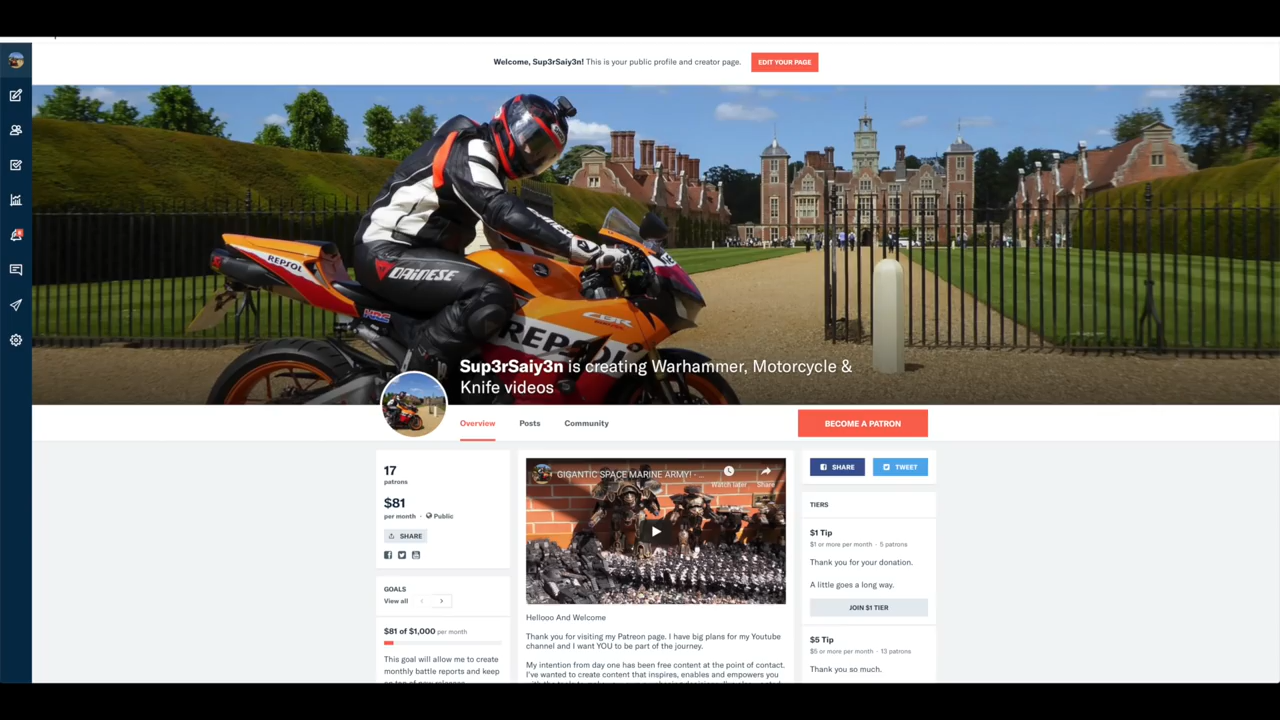 Welcome, Sup3rSaiy3n! This is your public profile and creator page.
EDIT YOUR PAGE
REPSOL
DAINESE
DAINESE
HRC
CBR
REPSOL
Sup3rSaiy3n is creating Warhammer, Motorcycle &
Knife videos
Overview
Posts
Community
BECOME A PATRON
17
patrons
$81
per month · Public
SHARE
GOALS
View all
$81 of $1,000 per month
This goal will allow me to create
monthly battle reports and keep
GIGANTIC SPACE MARINE ARMY! - ...
Watch later
Share
Hellooo And Welcome
Thank you for visiting my Patreon page. I have big plans for my Youtube
channel and I want YOU to be part of the journey.
My intention from day one has been free content at the point of contact.
I've wanted to create content that inspires, enables and empowers you
SHARE
TWEET
TIERS
$1 Tip
$1 or more per month · 5 patrons
Thank you for your donation.
A little goes a long way.
JOIN $1 TIER
$5 Tip
$5 or more per month · 13 patrons
Thank you so much.